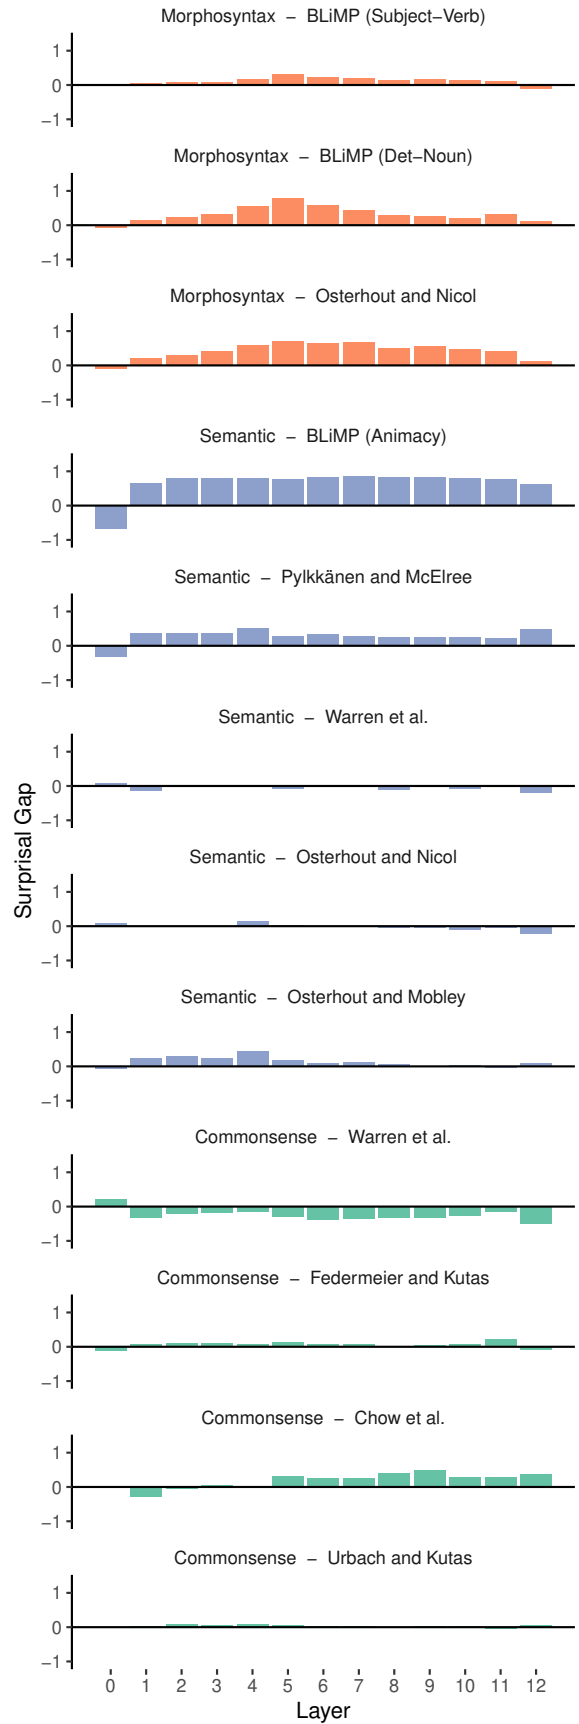 Morphosyntax − BLiMP (Subject−Verb)
1
0
−1
Morphosyntax − BLiMP (Det−Noun)
1
0
−1
Morphosyntax − Osterhout and Nicol
1
0
−1
Semantic − BLiMP (Animacy)
1
0
−1
Semantic − Pylkkänen and McElree
1
0
−1
Semantic − Warren et al.
1
0
−1
Surprisal Gap
Semantic − Osterhout and Nicol
1
0
−1
Semantic − Osterhout and Mobley
1
0
−1
Commonsense − Warren et al.
1
0
−1
Commonsense − Federmeier and Kutas
1
0
−1
Commonsense − Chow et al.
1
0
−1
Commonsense − Urbach and Kutas
1
0
−1
0 1 2 3 4 5 6 7 8 9 10 11 12
Layer